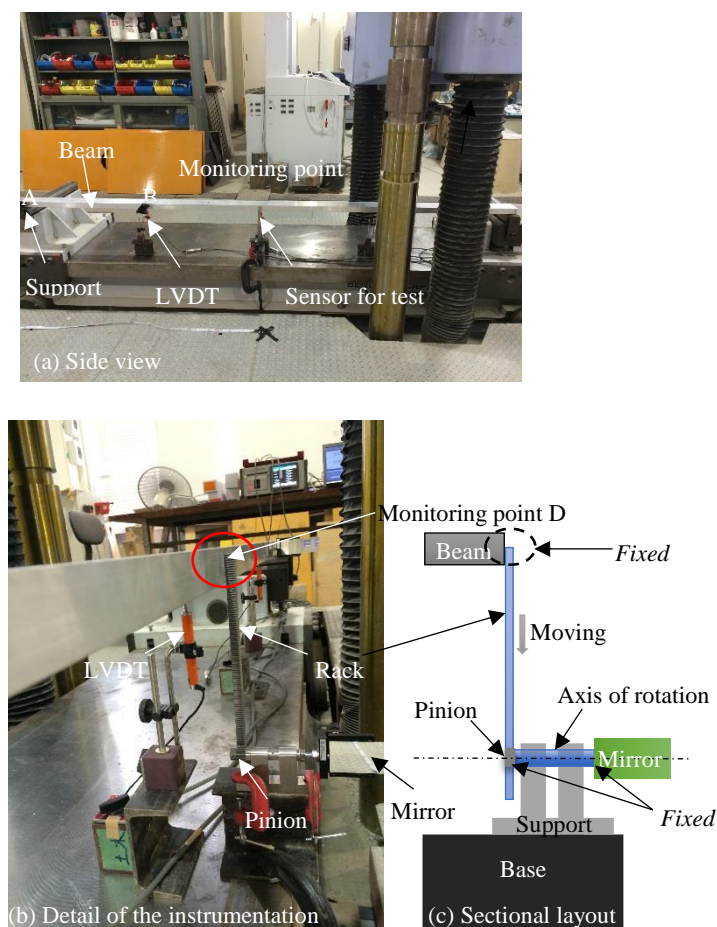 Beam
Monitoring point
A
B
Support
LVDT
Sensor for test
(a) Side view
Monitoring point D
Beam
Fixed
LVDT
Rack
Moving
Pinion
Axis of rotation
Mirror
Mirror
Pinion
Fixed
Support
Base
(b) Detail of the instrumentation
(c) Sectional layout